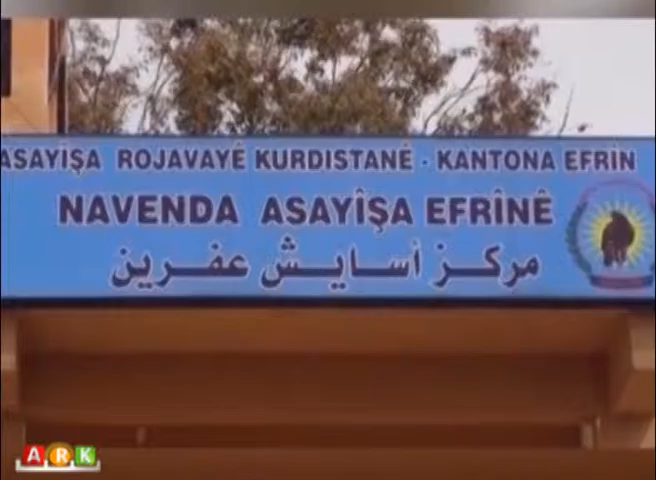 ASAYÎŞA ROJAVAYÊ KURDISTANÊ - KANTONA EFRÎN
NAVENDA ASAYÎŞA EFRÎNÊ
مركز أسايش عفرين
ARK